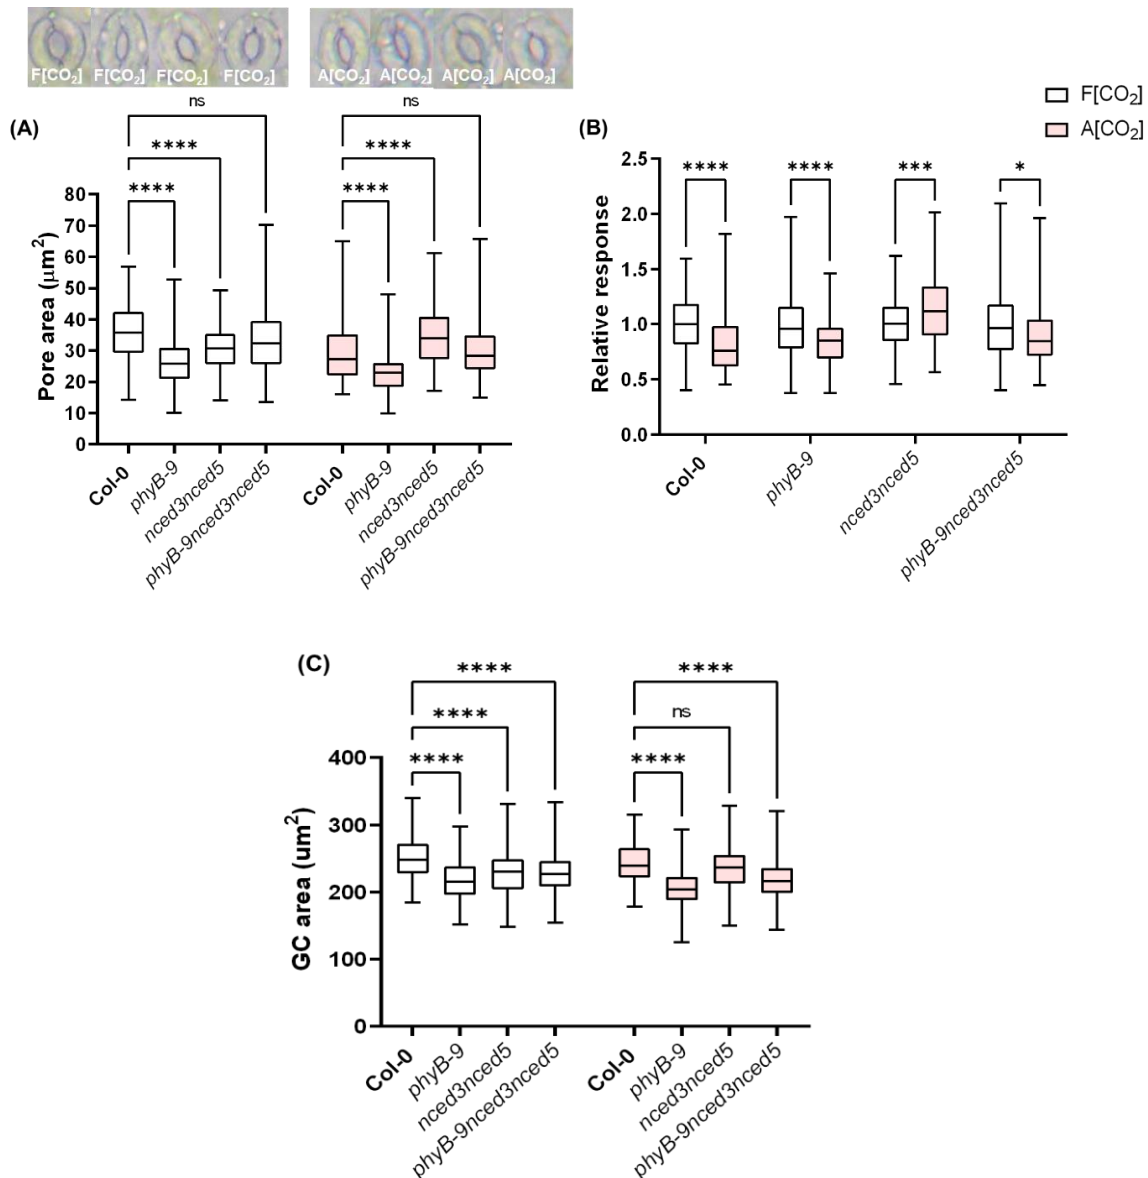 F[CO₂] F[CO₂] F[CO₂] F[CO₂] A[CO₂] A[CO₂] A[CO₂] A[CO₂]
F[CO₂]
A[CO₂]
(A)
ns
****
****
ns
****
****
Pore area (μm²)
80
70
60
50
40
30
20
10
0
Col-0
phyB-9
nced3nced5
phyB-9nced3nced5
Col-0
phyB-9
nced3nced5
phyB-9nced3nced5
(B)
****
****
***
*
Relative response
2.5
2.0
1.5
1.0
0.5
0.0
Col-0
phyB-9
nced3nced5
phyB-9nced3nced5
(C)
****
****
****
****
ns
****
GC area (um²)
400
300
200
100
0
Col-0
phyB-9
nced3nced5
phyB-9nced3nced5
Col-0
phyB-9
nced3nced5
phyB-9nced3nced5